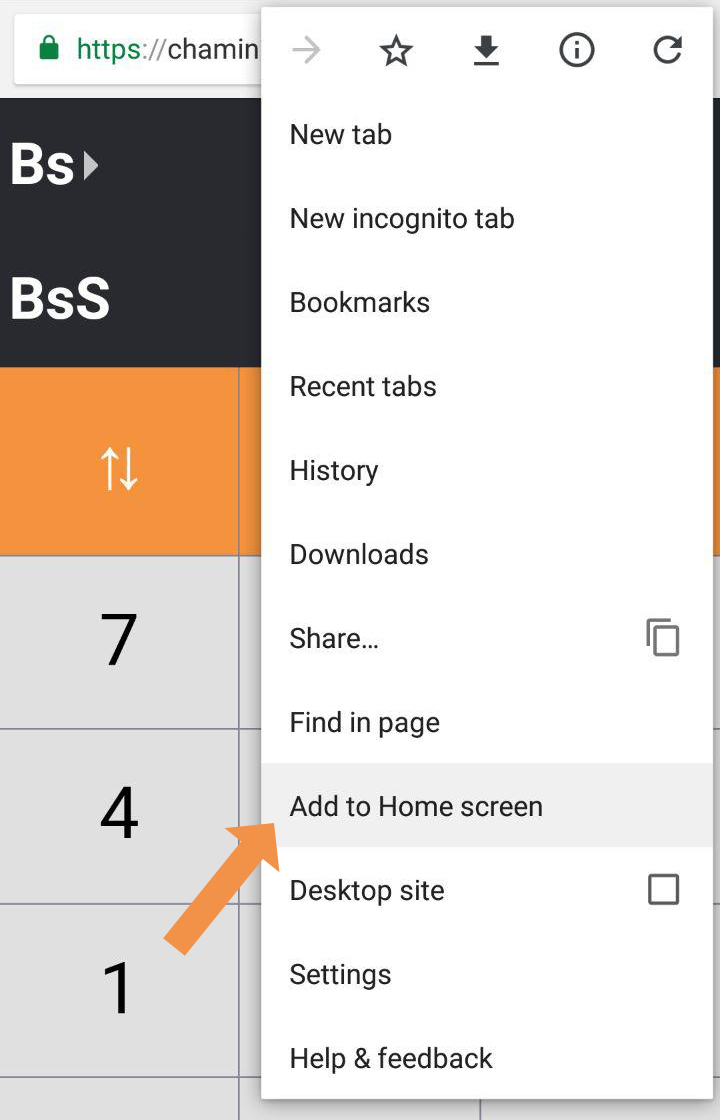 https://chamin
Bs
BsS
↑↓
7
4
1
New tab
New incognito tab
Bookmarks
Recent tabs
History
Downloads
Share...
Find in page
Add to Home screen
Desktop site
Settings
Help & feedback